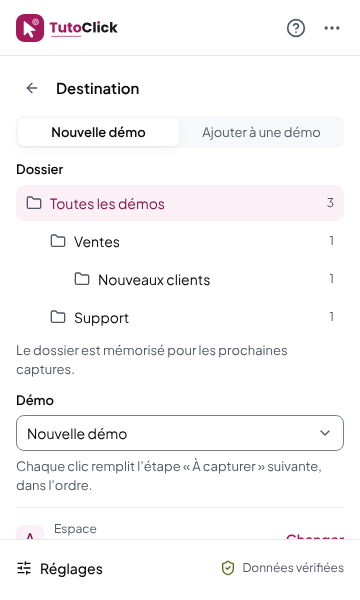 TutoClick
Destination
Nouvelle démo
Ajouter à une démo
Dossier
Toutes les démos 3
Ventes 1
Nouveaux clients 1
Support 1
Le dossier est mémorisé pour les prochaines
captures.
Démo
Nouvelle démo
Chaque clic remplit l'étape « À capturer » suivante,
dans l'ordre.
Espace
A
Changer
Réglages
Données vérifiées